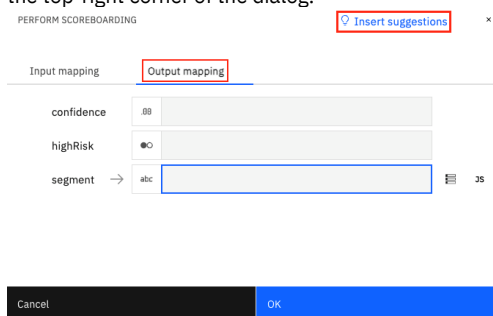 the top-right corner of the dialog.
PERFORM SCOREBOARDING
Insert suggestions ×
Input mapping Output mapping
confidence .00
highRisk
segment → abc JS
Cancel OK